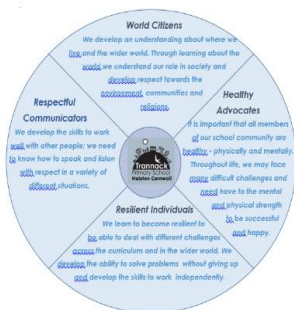 World Citizens
We develop an understanding about where we
live and the wider world. Through learning about the
world we understand our role in society and
develop respect towards the
environment, communities and
religions.
Respectful
Communicators
We develop the skills to work
well with other people; we need
to know how to speak and listen
with respect in a variety of
different situations.
Healthy
Advocates
It is important that all members
of our school community are
healthy - physically and mentally.
Throughout life, we may face
many difficult challenges and
need have to the mental
and physical strength
to be successful
and happy.
Trannack
Primary School
Helston Cornwall
Resilient Individuals
We learn to become resilient to
be able to deal with different challenges
across the curriculum and in the wider world. We
develop the ability to solve problems without giving up
and develop the skills to work independently.